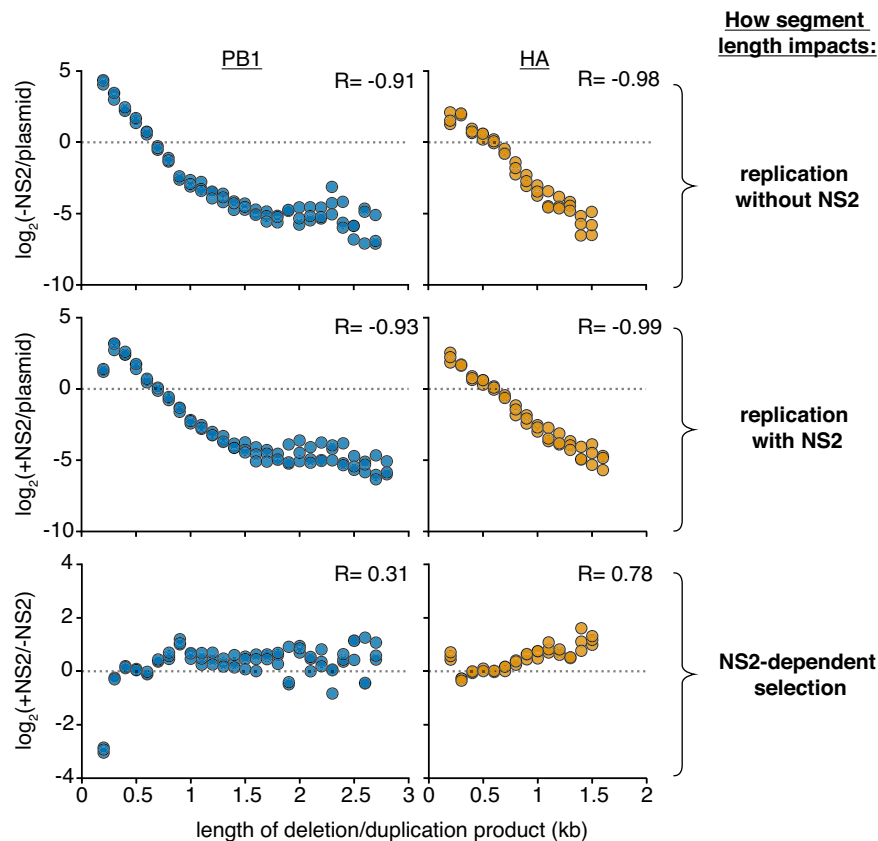 How segment
length impacts:
PB1
HA
5
0
-5
-10
log2(-NS2/plasmid)
R= -0.91
R= -0.98
replication
without NS2
5
0
-5
-10
log2(+NS2/plasmid)
R= -0.93
R= -0.99
replication
with NS2
4
2
0
-2
-4
log2(+NS2/-NS2)
R= 0.31
R= 0.78
NS2-dependent
selection
0 0.5 1 1.5 2 2.5 3
0 0.5 1 1.5 2
length of deletion/duplication product (kb)